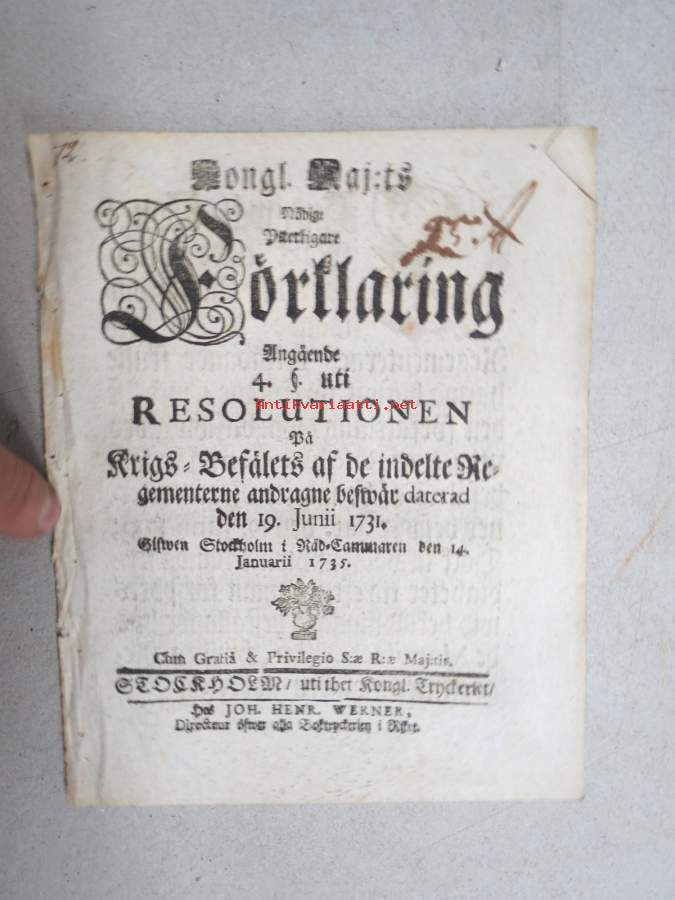 72.
Kongl. Maj:ts
Nådige
Ytterligare
Förklaring
Angående
4. §. uti
RESOLUTIONEN
Antikvariaatti.net
På
Krigs-Befälets af de indelte Re-
gementerne andragne beswär daterad
den 19. Junii 1731.
Gifwen Stockholm i Råd-Cammaren den 14.
Januarii 1735.
Cum Gratiâ & Privilegio S:æ R:æ Maj:tis.
STOCKHOLM/ uti thet Kongl. Tryckeriet/
Hos JOH. HENR. WERNER,
Directeur öfwer alla Boktryckerien i Riket.